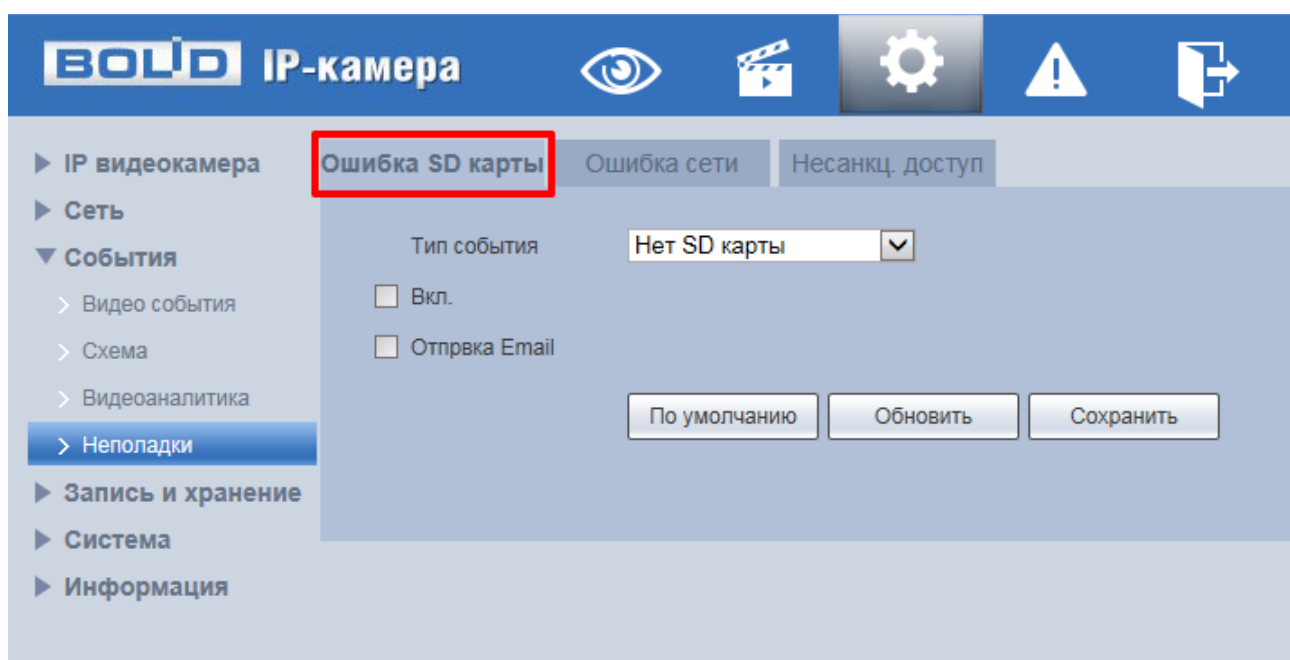 BOLID IP-камера
IP видеокамера
Сеть
События
Видео события
Схема
Видеоаналитика
Неполадки
Запись и хранение
Система
Информация
Ошибка SD карты Ошибка сети Несанкц. доступ
Тип события Нет SD карты
Вкл.
Отпрвка Email
По умолчанию Обновить Сохранить